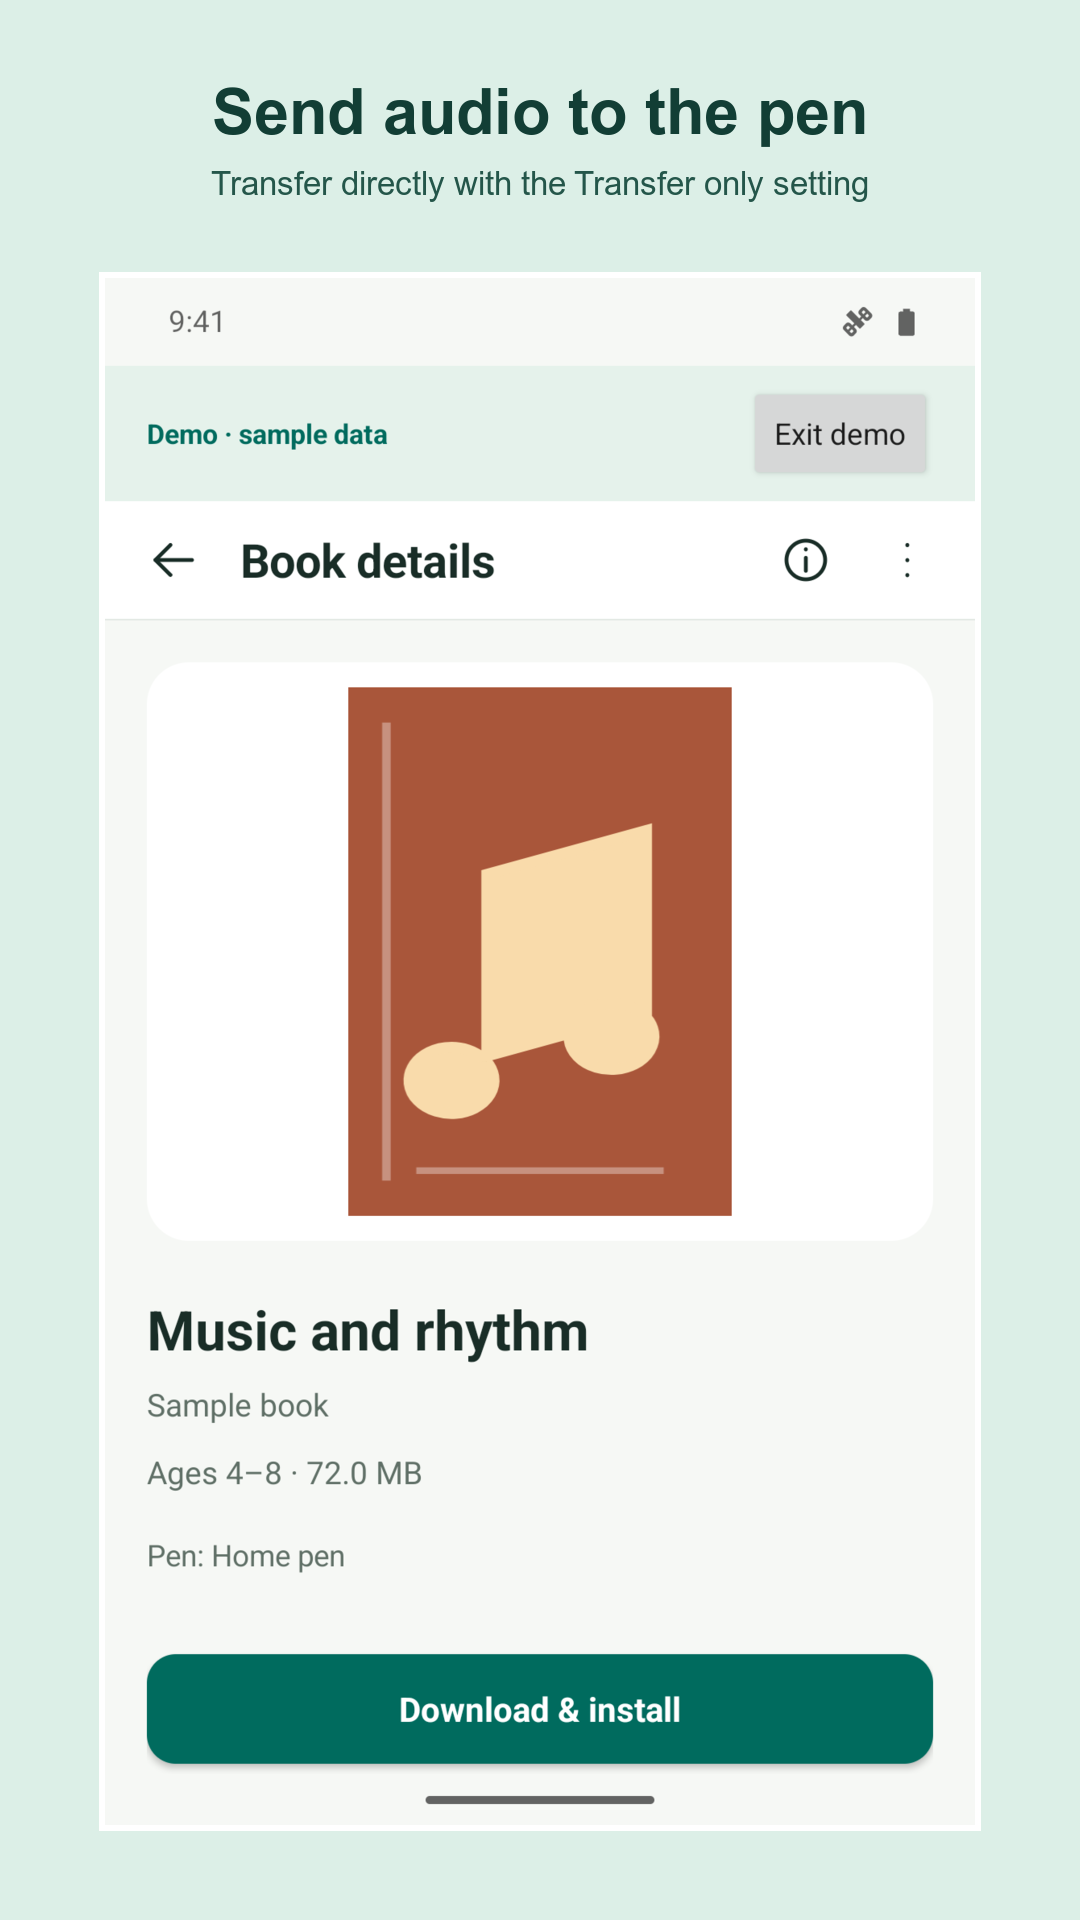 Send audio to the pen
Transfer directly with the Transfer only setting
9:41
Demo · sample data
Exit demo
Book details
Music and rhythm
Sample book
Ages 4–8 · 72.0 MB
Pen: Home pen
Download & install